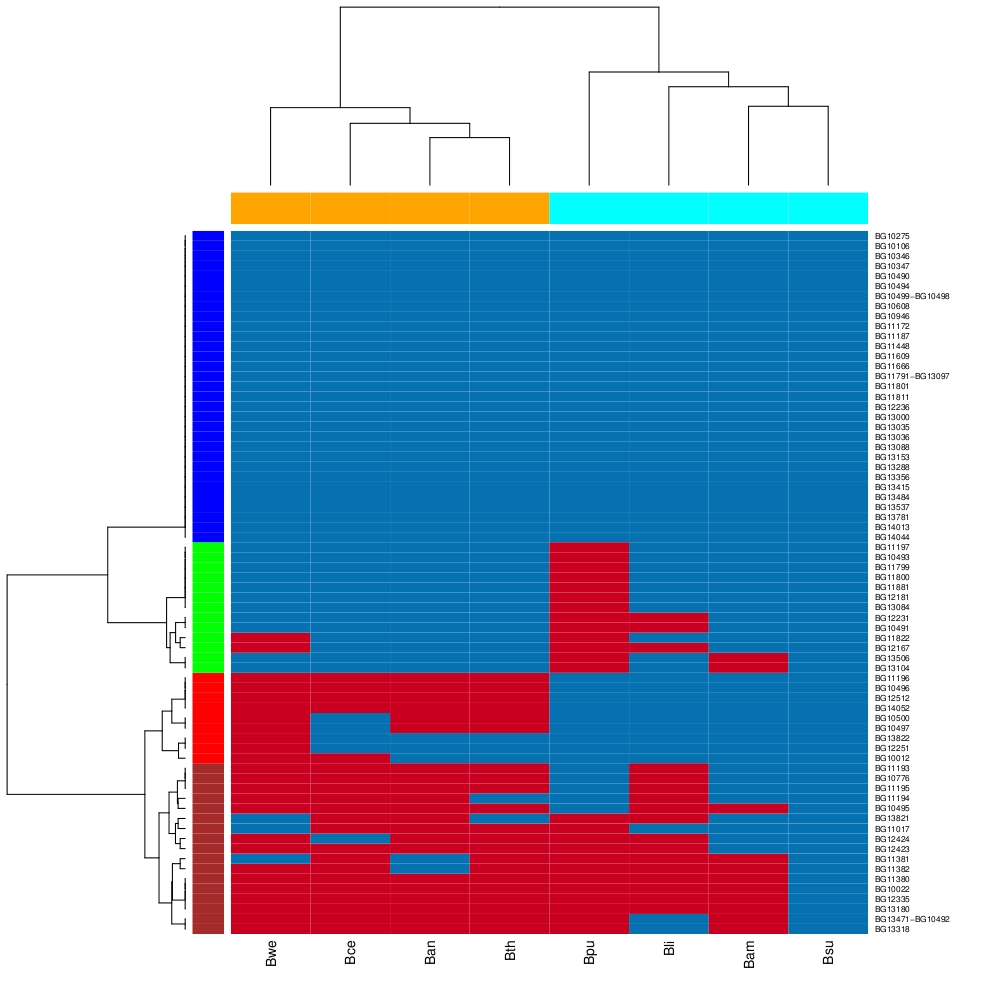 BG10275
BG10106
BG10346
BG10347
BG10490
BG10494
BG10499-BG10498
BG10608
BG10946
BG11172
BG11187
BG11448
BG11609
BG11666
BG11791-BG13097
BG11801
BG11811
BG12236
BG13000
BG13035
BG13036
BG13088
BG13153
BG13288
BG13356
BG13415
BG13484
BG13537
BG13781
BG14013
BG14044
BG11197
BG10493
BG11799
BG11800
BG11881
BG12181
BG13084
BG12231
BG10491
BG11822
BG12167
BG13506
BG13104
BG11196
BG10496
BG12512
BG14052
BG10500
BG10497
BG13822
BG12251
BG10012
BG11193
BG10776
BG11195
BG11194
BG10495
BG13821
BG11017
BG12424
BG12423
BG11381
BG11382
BG11380
BG10022
BG12335
BG13180
BG13471-BG10492
BG13318
Bwe
Bce
Ban
Bth
Bpu
Bli
Bam
Bsu